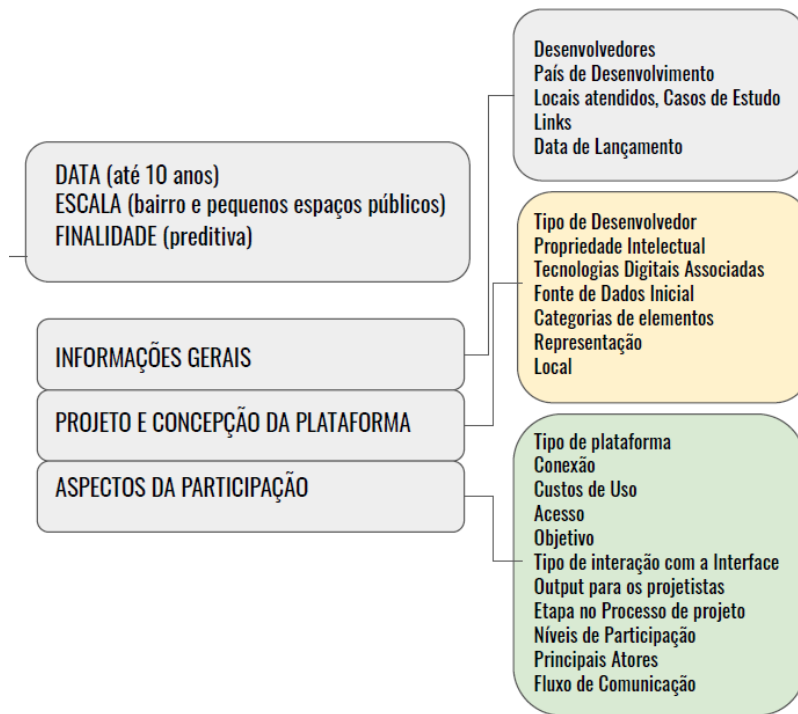 DATA (até 10 anos)
ESCALA (bairro e pequenos espaços públicos)
FINALIDADE (preditiva)
INFORMAÇÕES GERAIS
PROJETO E CONCEPÇÃO DA PLATAFORMA
ASPECTOS DA PARTICIPAÇÃO
Desenvolvedores
País de Desenvolvimento
Locais atendidos, Casos de Estudo
Links
Data de Lançamento
Tipo de Desenvolvedor
Propriedade Intelectual
Tecnologias Digitais Associadas
Fonte de Dados Inicial
Categorias de elementos
Representação
Local
Tipo de plataforma
Conexão
Custos de Uso
Acesso
Objetivo
Tipo de interação com a Interface
Output para os projetistas
Etapa no Processo de projeto
Níveis de Participação
Principais Atores
Fluxo de Comunicação